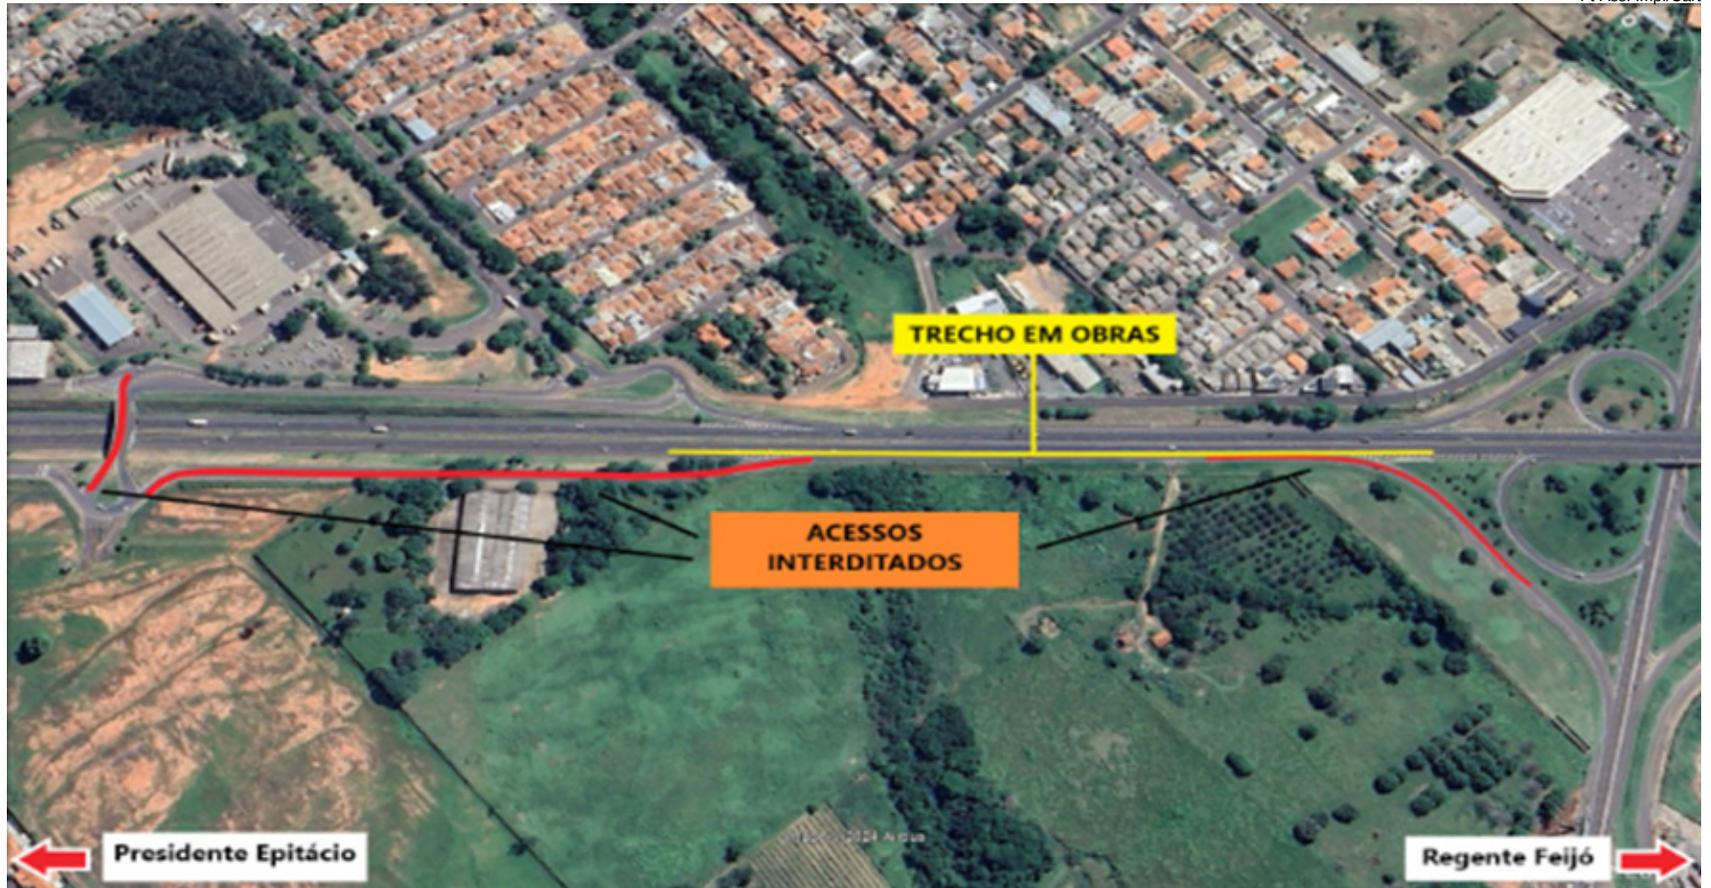 TRECHO EM OBRAS
ACESSOS
INTERDITADOS
Presidente Epitácio
Regente Feijó